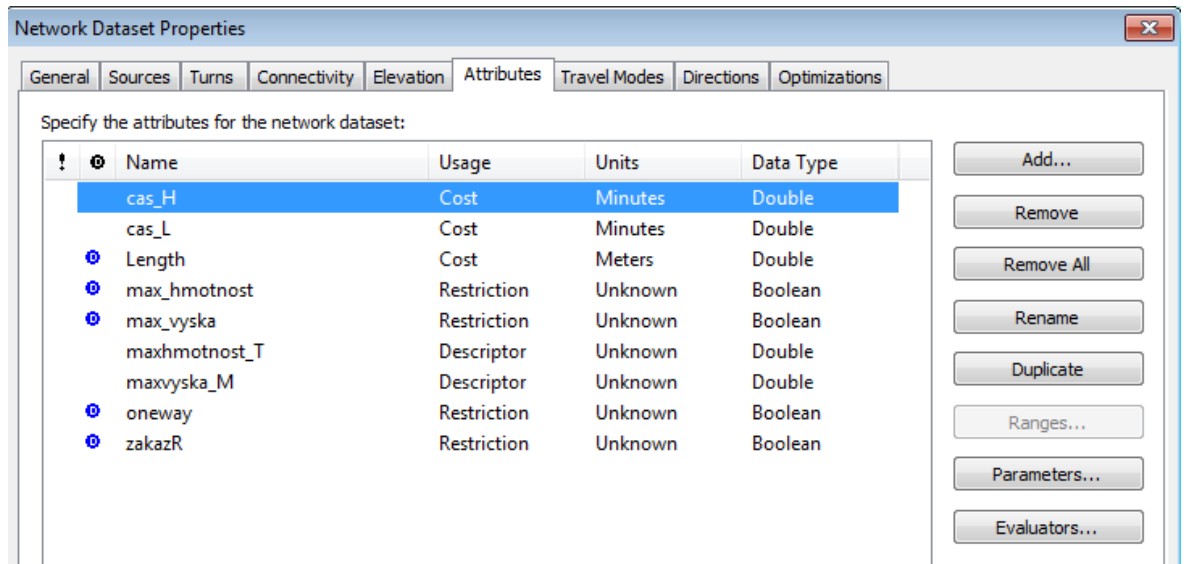 Network Dataset Properties
General Sources Turns Connectivity Elevation Attributes Travel Modes Directions Optimizations
Specify the attributes for the network dataset:
! D Name Usage Units Data Type
cas_H Cost Minutes Double
cas_L Cost Minutes Double
D Length Cost Meters Double
D max_hmotnost Restriction Unknown Boolean
D max_vyska Restriction Unknown Boolean
maxhmotnost_T Descriptor Unknown Double
maxvyska_M Descriptor Unknown Double
D oneway Restriction Unknown Boolean
D zakazR Restriction Unknown Boolean
Add...
Remove
Remove All
Rename
Duplicate
Ranges...
Parameters...
Evaluators...